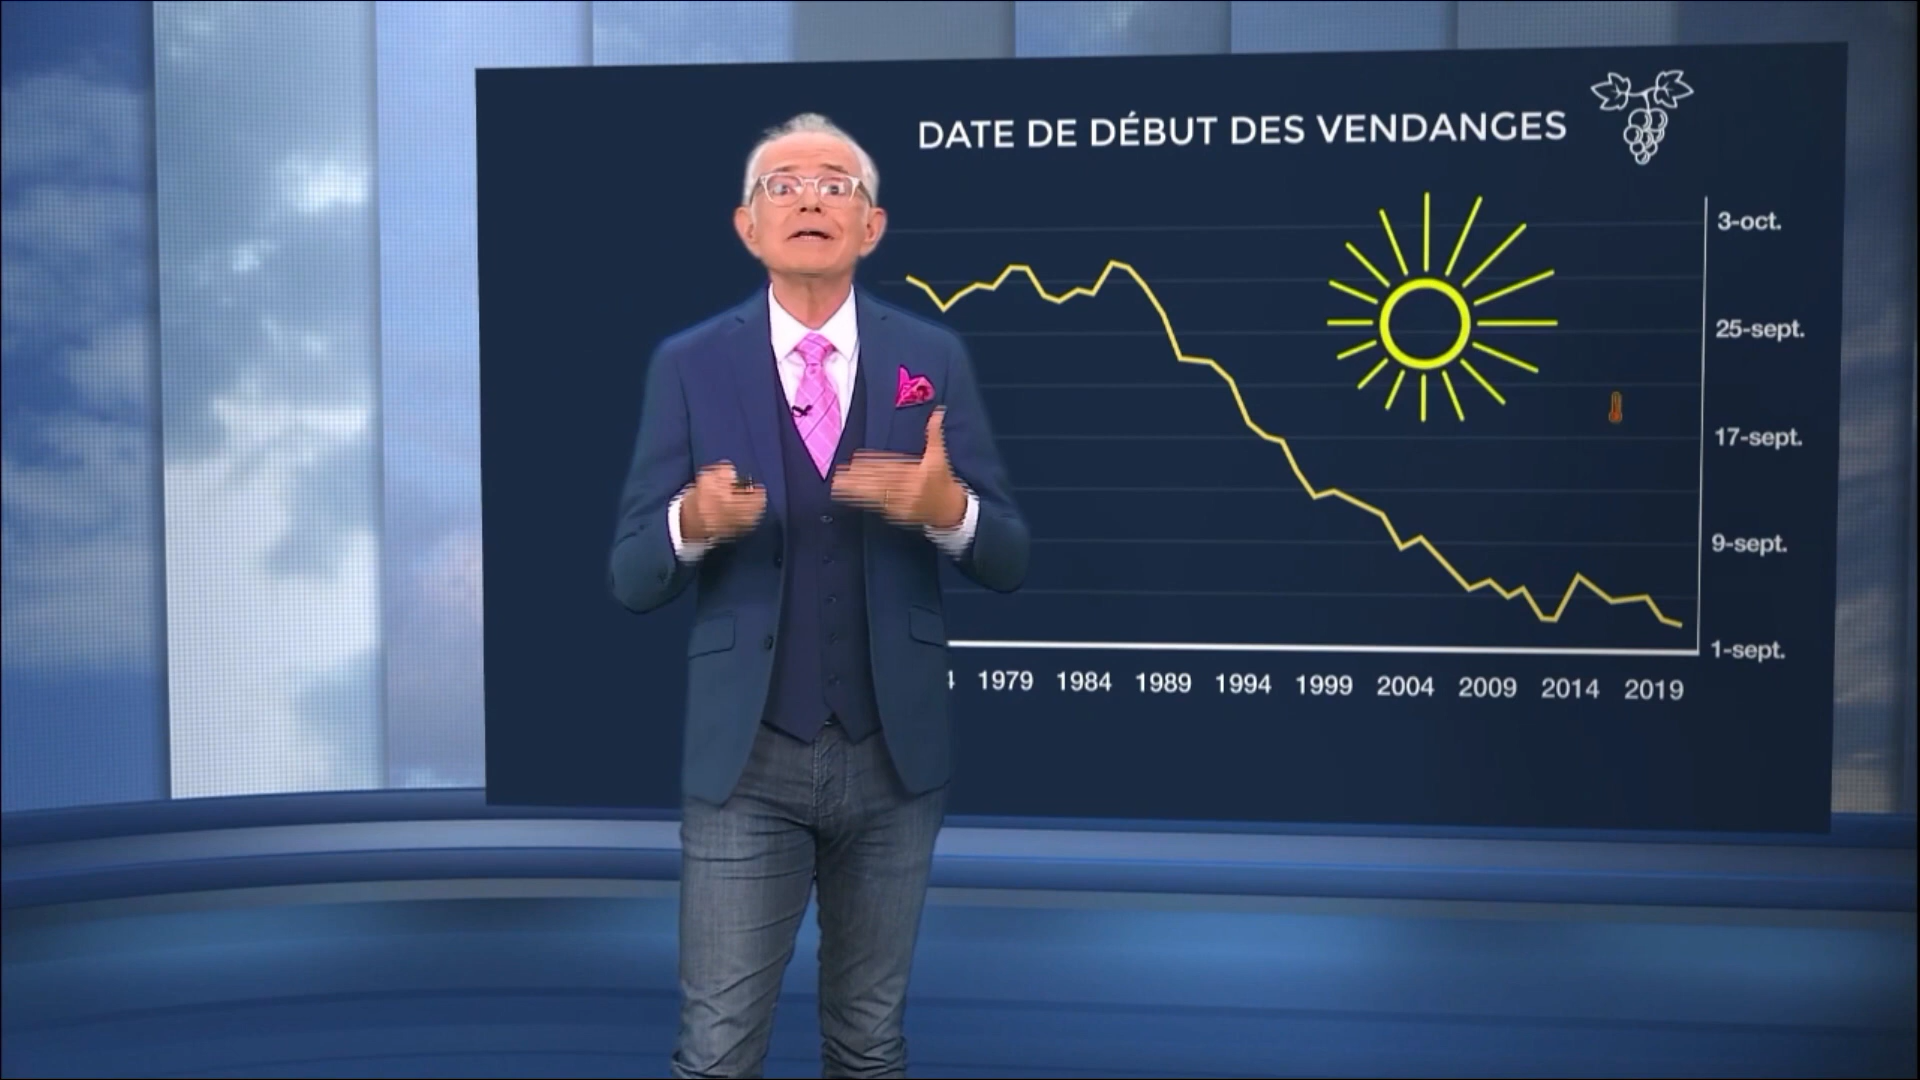 DATE DE DÉBUT DES VENDANGES
3-oct.
25-sept.
17-sept.
9-sept.
1-sept.
4 1979 1984 1989 1994 1999 2004 2009 2014 2019